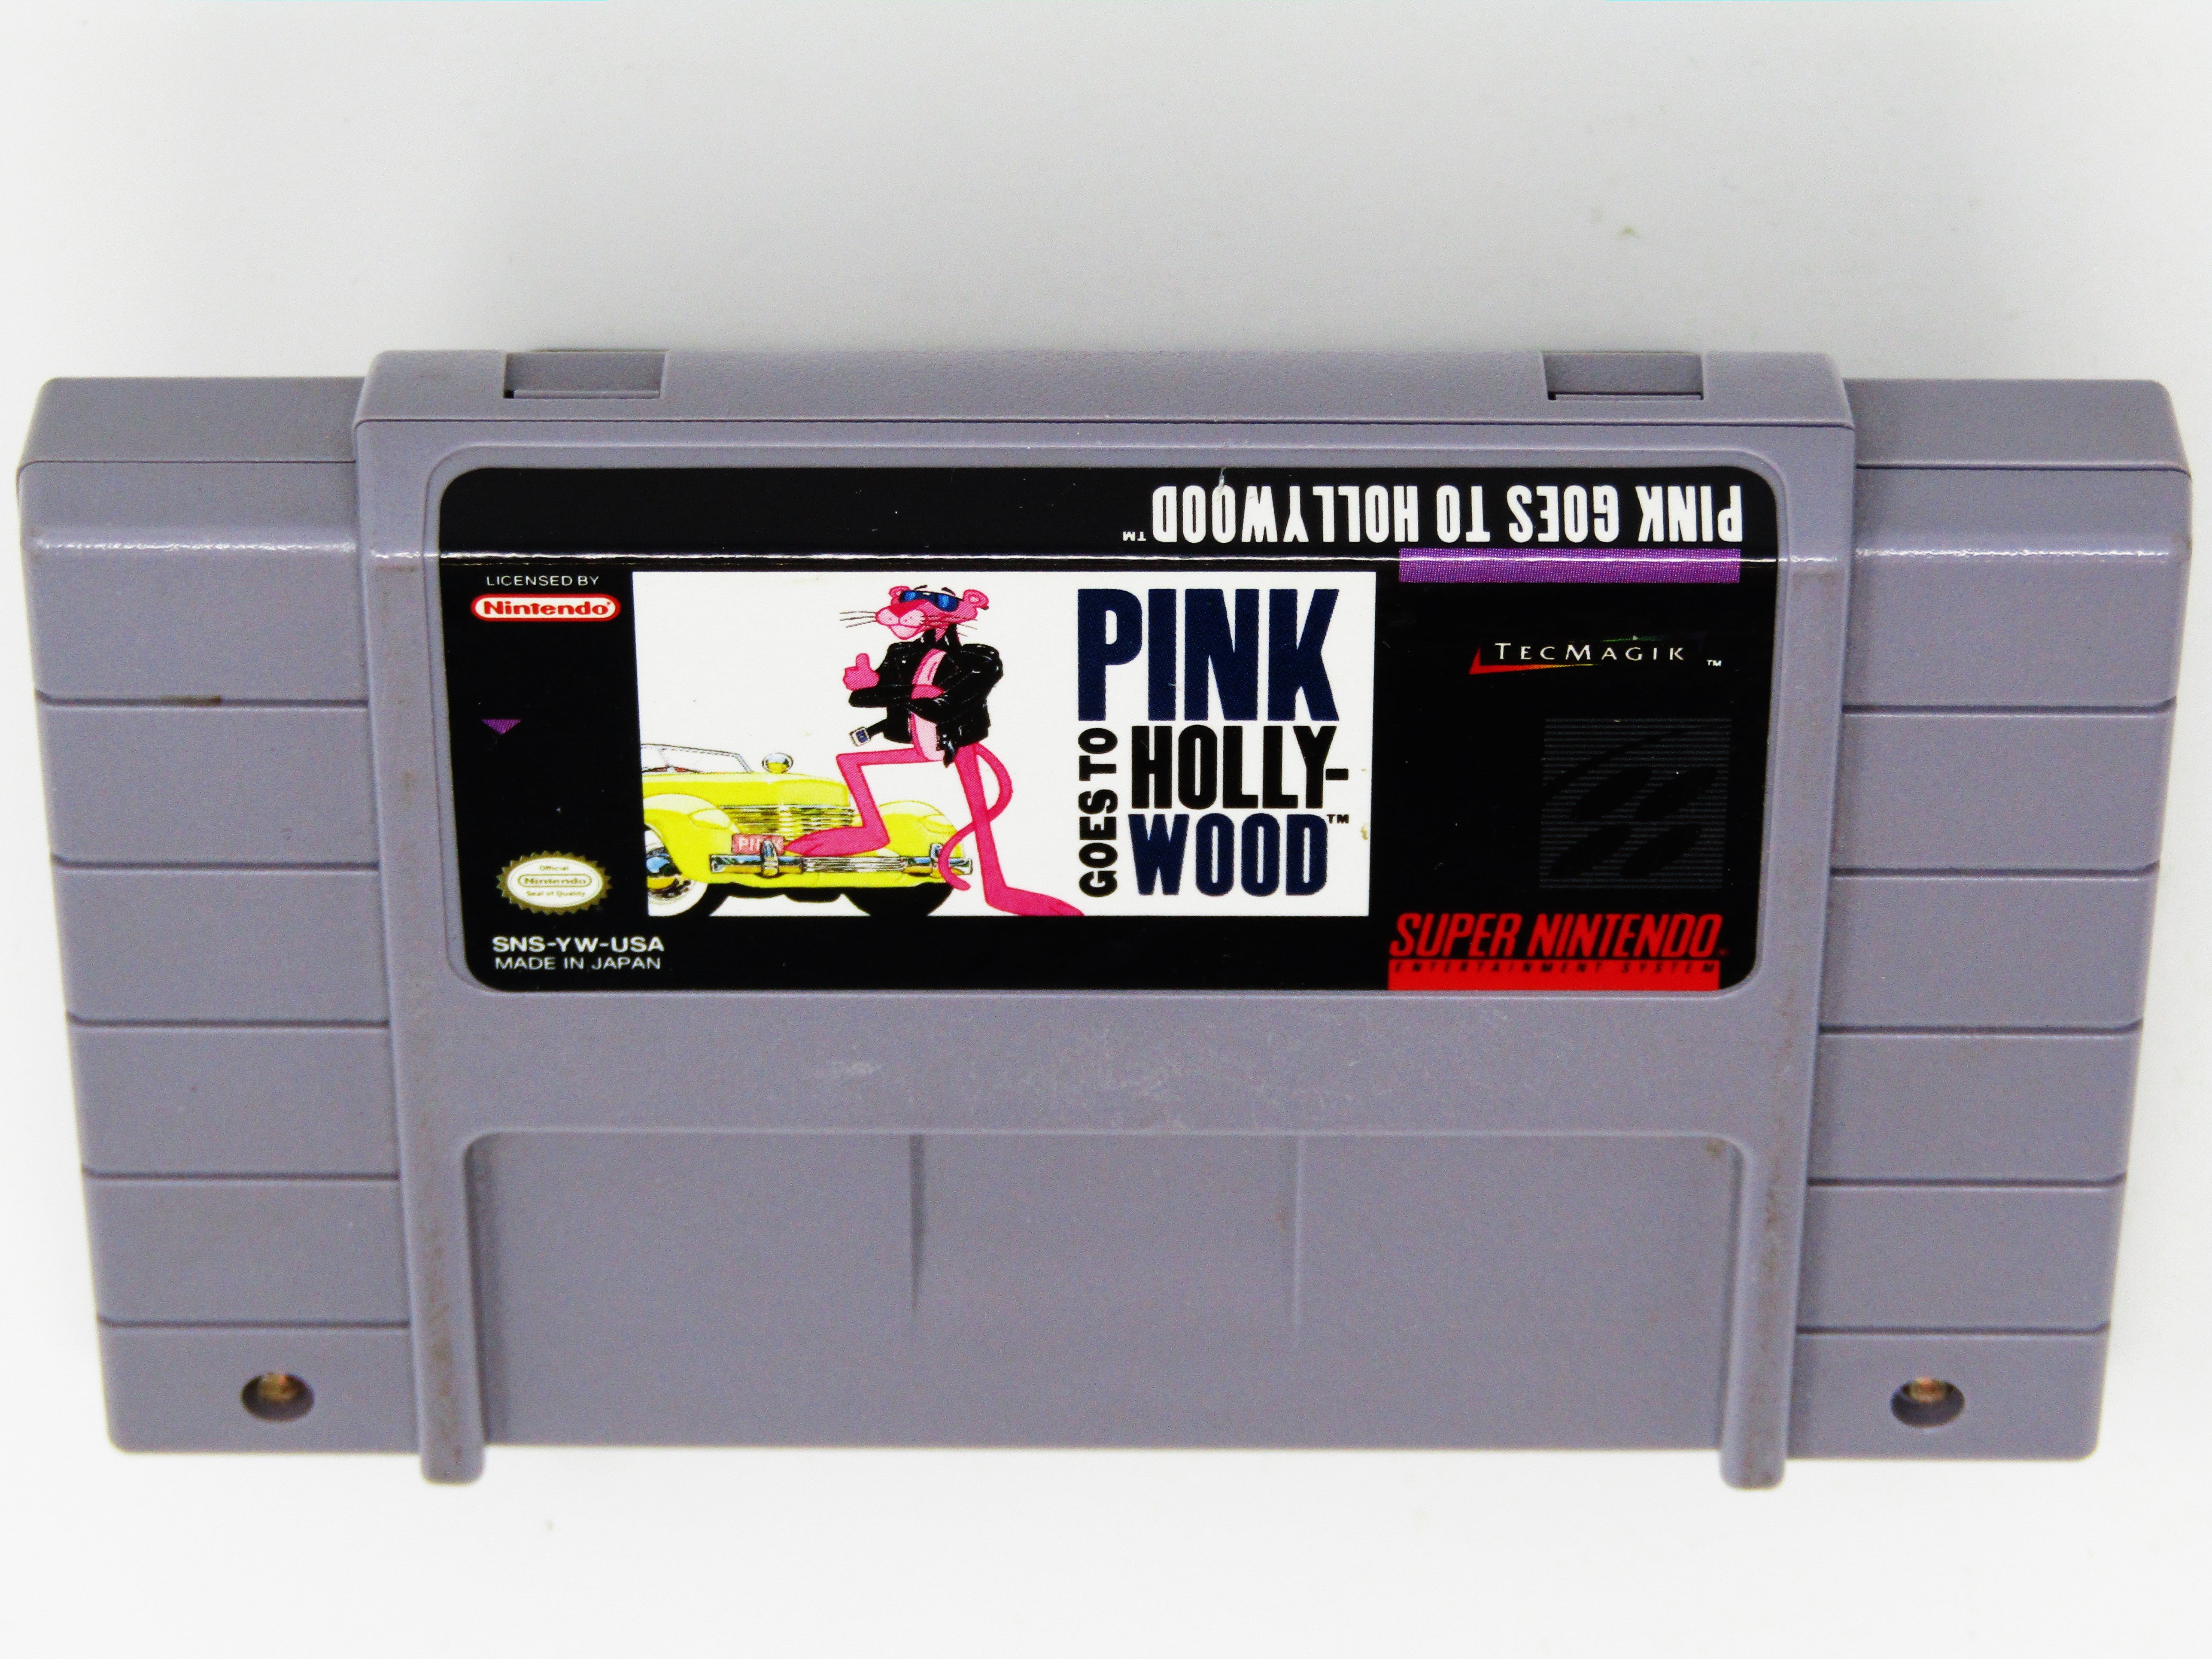 PINK GOES TO HOLLYWOOD™
LICENSED BY
Nintendo®
PINK
GOES TO
HOLLY-
WOOD™
PINK
TECMAGIK™
Official
Nintendo
Seal of Quality
SNS-YW-USA
MADE IN JAPAN
SUPER NINTENDO
ENTERTAINMENT SYSTEM